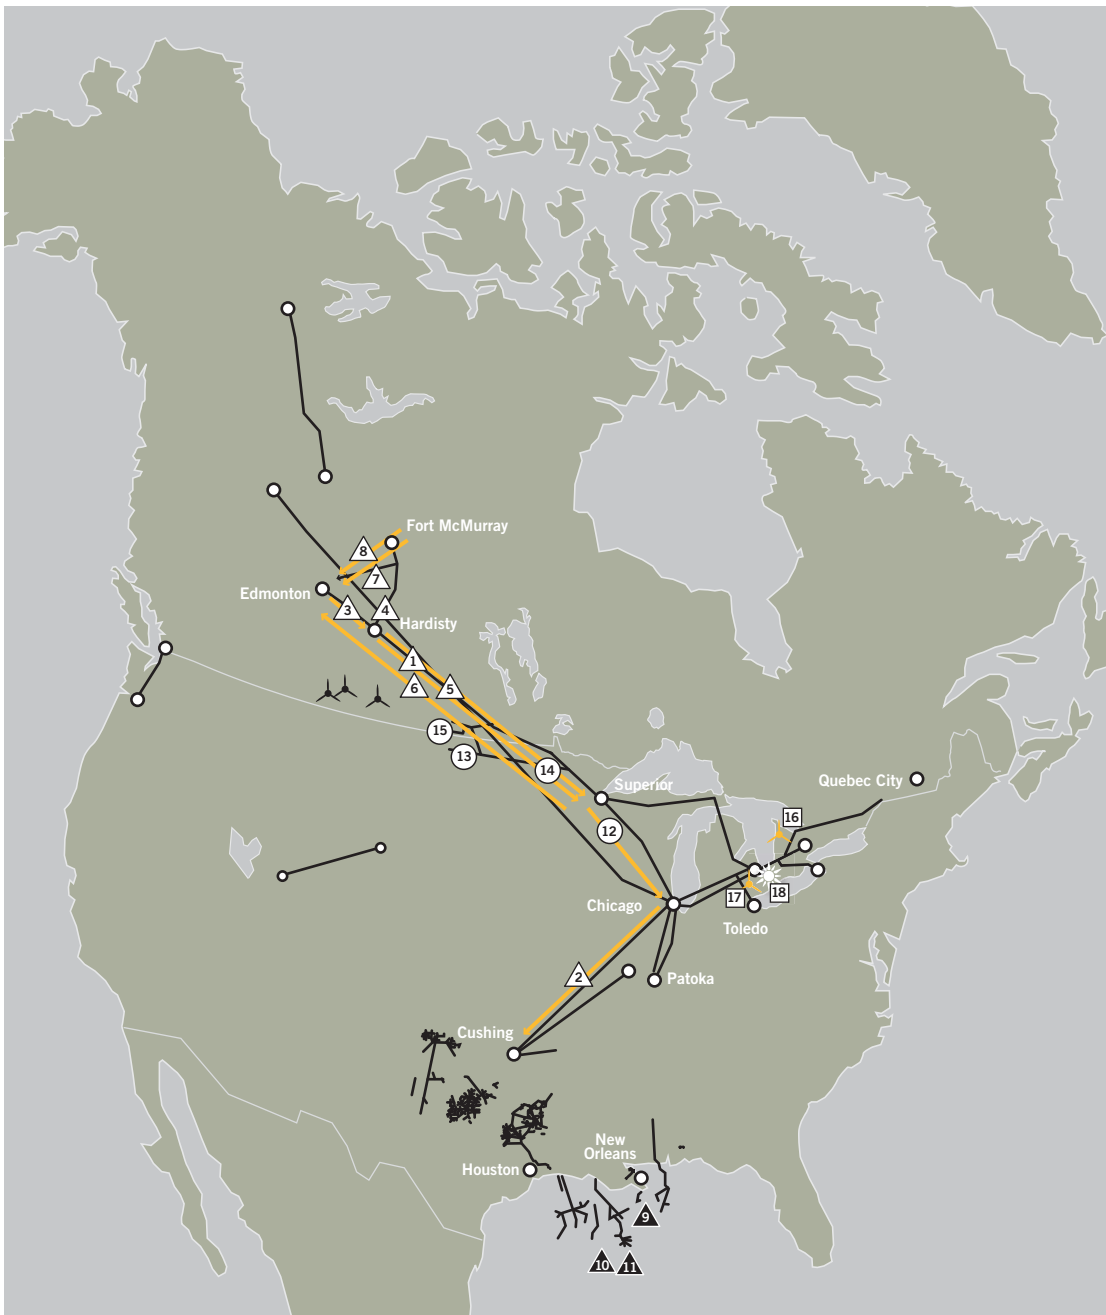 Fort McMurray
8
7
Edmonton
3
4
Hardisty
1
6
5
15
13
14
Superior
Quebec City
16
12
17
18
Chicago
Toledo
2
Patoka
Cushing
New
Orleans
Houston
9
10
11